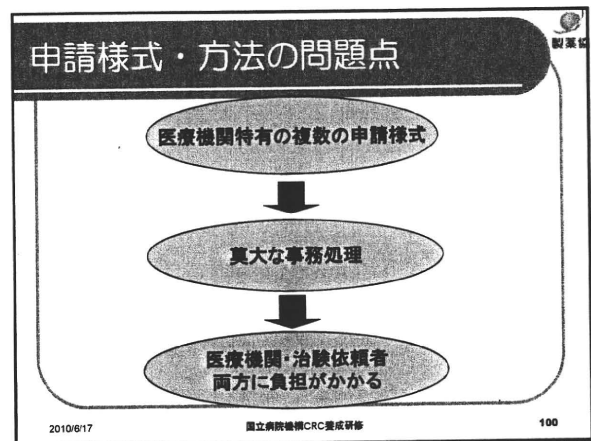 製薬協
申請様式・方法の問題点
医療機関特有の複数の申請様式
莫大な事務処理
医療機関・治験依頼者
両方に負担がかかる
2010/6/17
国立病院機構CRC養成研修
100